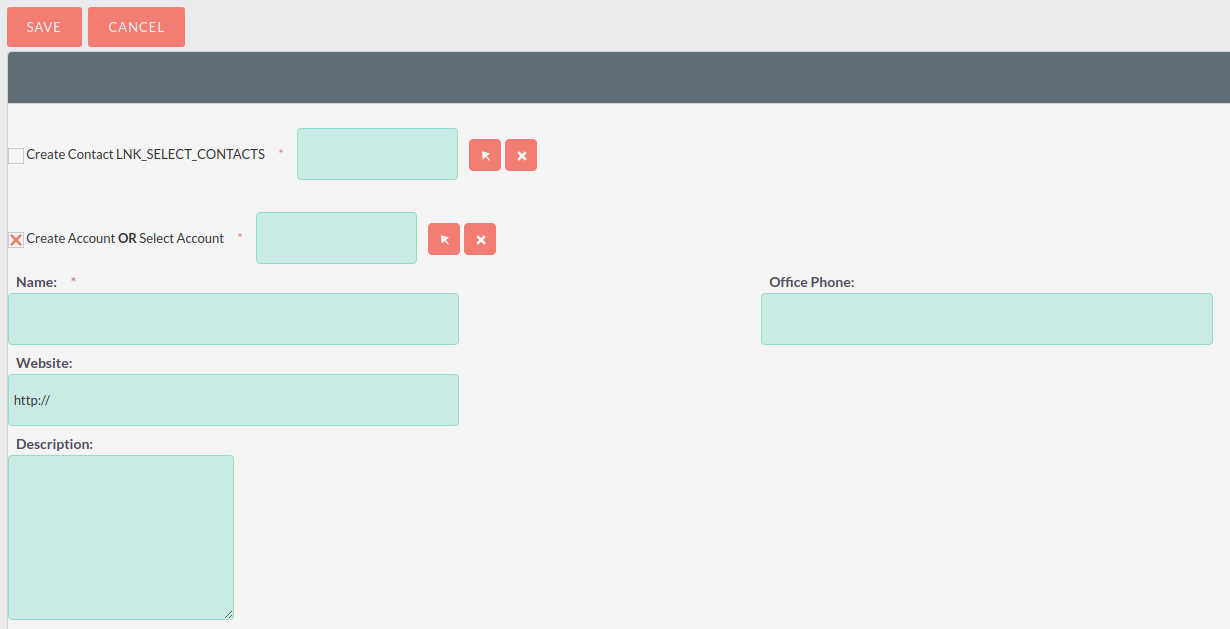 SAVE CANCEL
Create Contact LNK_SELECT_CONTACTS *
Create Account OR Select Account *
Name: * Office Phone:
Website:
http://
Description: